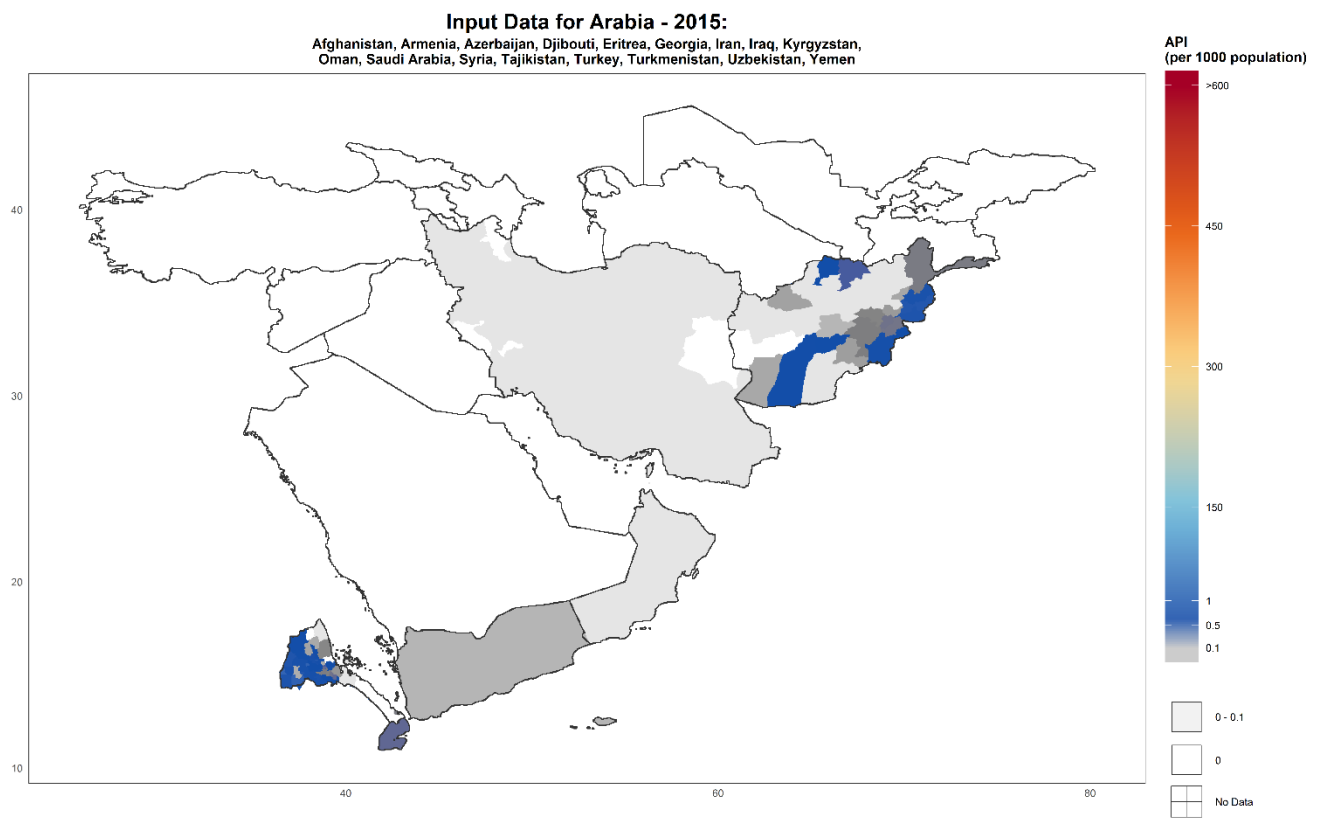 Input Data for Arabia - 2015:
Afghanistan, Armenia, Azerbaijan, Djibouti, Eritrea, Georgia, Iran, Iraq, Kyrgyzstan,
Oman, Saudi Arabia, Syria, Tajikistan, Turkey, Turkmenistan, Uzbekistan, Yemen
API
(per 1000 population)
>600
450
300
150
1
0.5
0.1
0 - 0.1
0
No Data
40
30
20
10
40
60
80